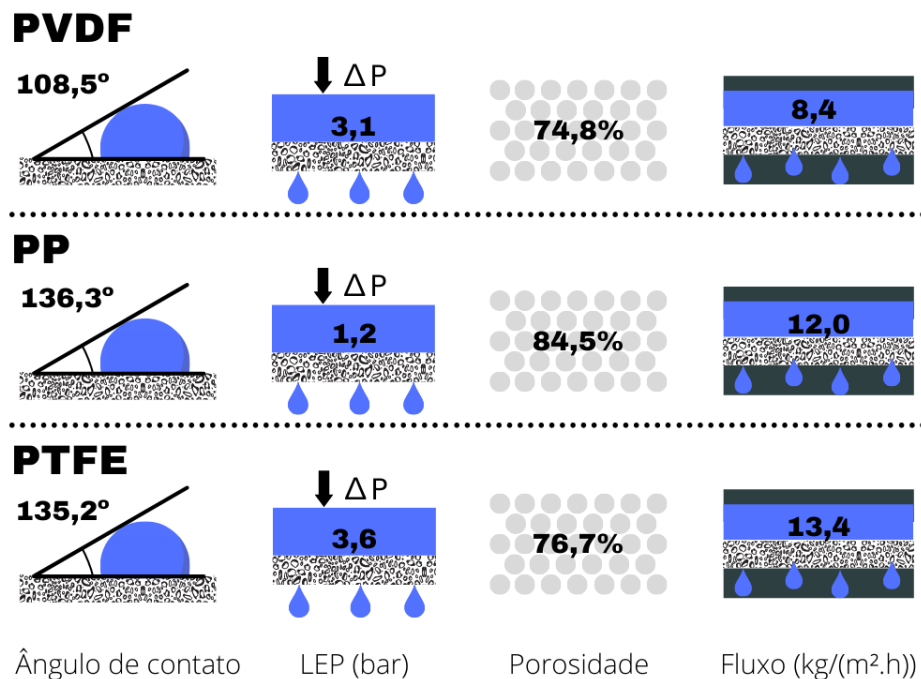 PVDF
108,5º
ΔP
3,1
74,8%
8,4
PP
136,3º
ΔP
1,2
84,5%
12,0
PTFE
135,2º
ΔP
3,6
76,7%
13,4
Ângulo de contato
LEP (bar)
Porosidade
Fluxo (kg/(m².h))